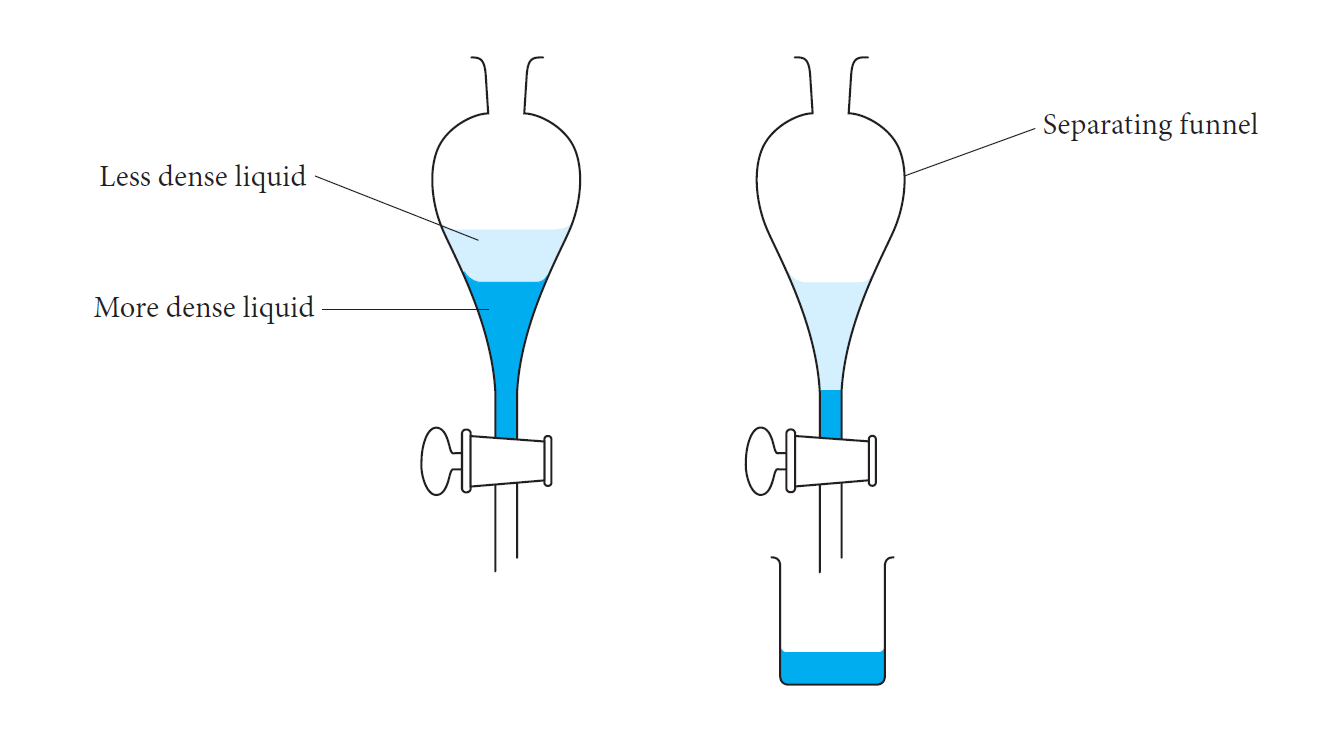 Separating funnel
Less dense liquid
More dense liquid